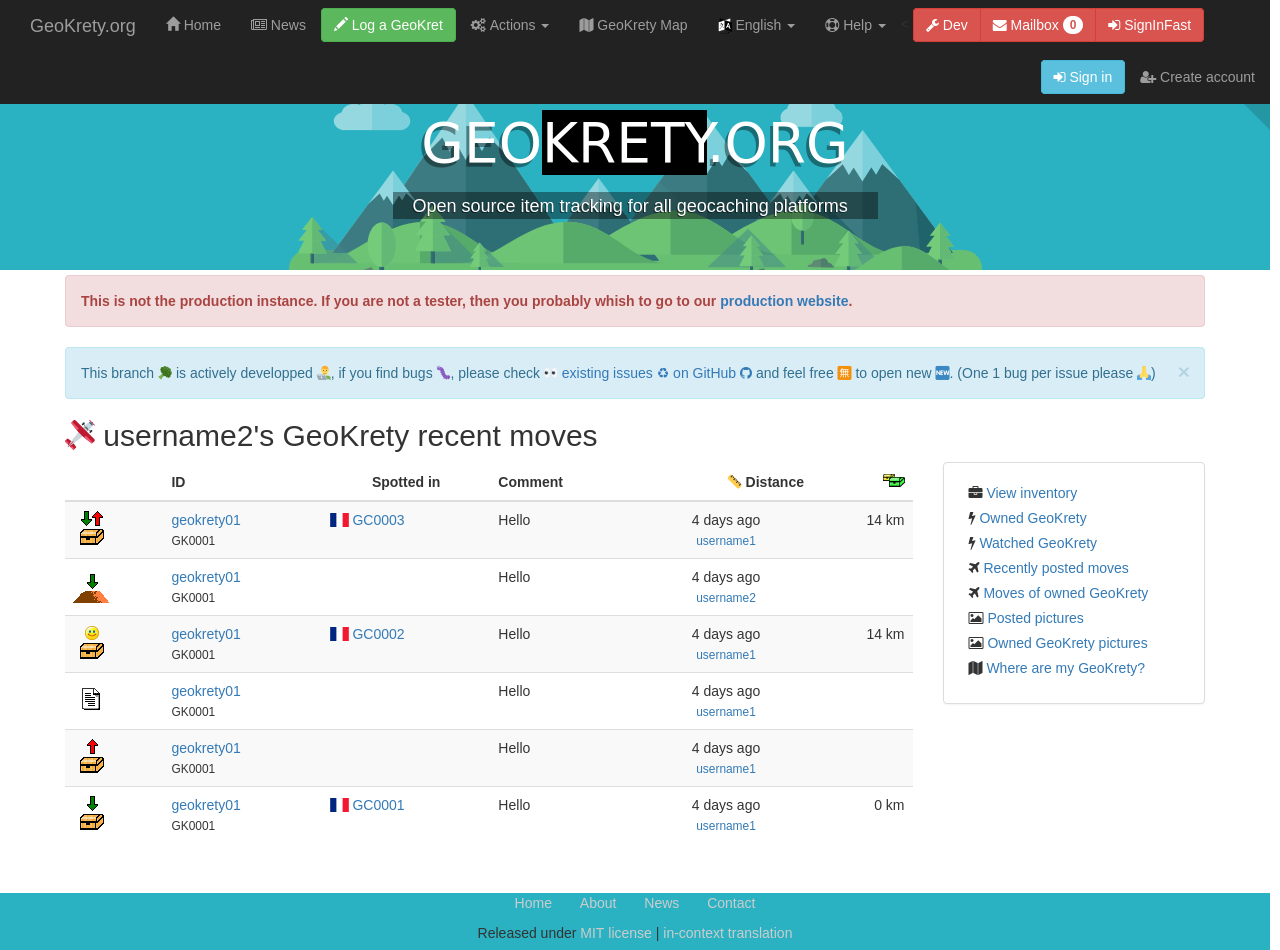 GeoKrety.org Home News Log a GeoKret Actions GeoKrety Map English Help < Dev Mailbox 0 SignInFast
Sign in Create account
GEOKRETY.ORG
Open source item tracking for all geocaching platforms
This is not the production instance. If you are not a tester, then you probably whish to go to our production website.
This branch 🥦 is actively developped 👨‍💻, if you find bugs 🐛, please check 👀 existing issues ♻ on GitHub and feel free 🈚 to open new 🆕. (One 1 bug per issue please 🙏) ×
username2's GeoKrety recent moves
ID Spotted in Comment 📏 Distance
geokrety01 GC0003 Hello 4 days ago 14 km
GK0001 username1
geokrety01 Hello 4 days ago
GK0001 username2
geokrety01 GC0002 Hello 4 days ago 14 km
GK0001 username1
geokrety01 Hello 4 days ago
GK0001 username1
geokrety01 Hello 4 days ago
GK0001 username1
geokrety01 GC0001 Hello 4 days ago 0 km
GK0001 username1
View inventory
Owned GeoKrety
Watched GeoKrety
Recently posted moves
Moves of owned GeoKrety
Posted pictures
Owned GeoKrety pictures
Where are my GeoKrety?
Home About News Contact
Released under MIT license | in-context translation